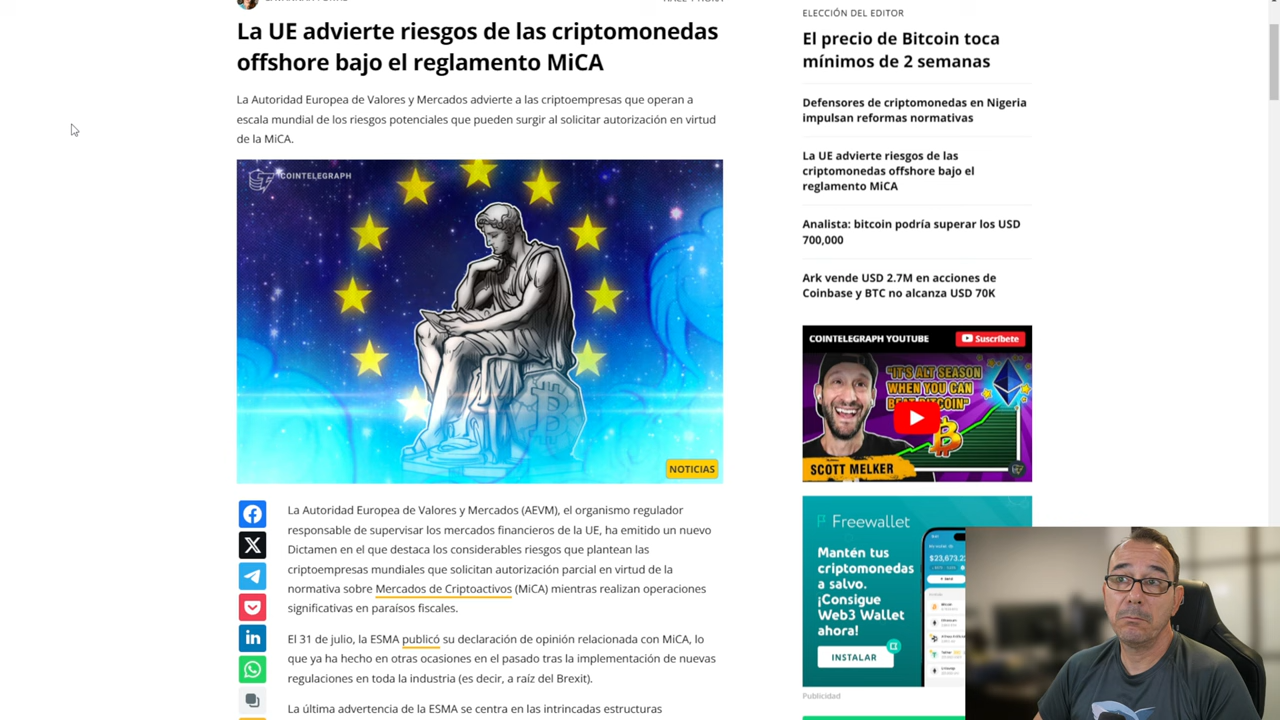 La UE advierte riesgos de las criptomonedas
offshore bajo el reglamento MiCA
La Autoridad Europea de Valores y Mercados advierte a las criptoempresas que operan a
escala mundial de los riesgos potenciales que pueden surgir al solicitar autorización en virtud
de la MiCA.
COINTELEGRAPH
NOTICIAS
La Autoridad Europea de Valores y Mercados (AEVM), el organismo regulador
responsable de supervisar los mercados financieros de la UE, ha emitido un nuevo
Dictamen en el que destaca los considerables riesgos que plantean las
criptoempresas mundiales que solicitan autorización parcial en virtud de la
normativa sobre Mercados de Criptoactivos (MiCA) mientras realizan operaciones
significativas en paraísos fiscales.
El 31 de julio, la ESMA publicó su declaración de opinión relacionada con MiCA, lo
que ya ha hecho en otras ocasiones en el pasado tras la implementación de nuevas
regulaciones en toda la industria (es decir, a raíz del Brexit).
La última advertencia de la ESMA se centra en las intrincadas estructuras
ELECCIÓN DEL EDITOR
El precio de Bitcoin toca
mínimos de 2 semanas
Defensores de criptomonedas en Nigeria
impulsan reformas normativas
La UE advierte riesgos de las
criptomonedas offshore bajo el
reglamento MiCA
Analista: bitcoin podría superar los USD
700,000
Ark vende USD 2.7M en acciones de
Coinbase y BTC no alcanza USD 70K
COINTELEGRAPH YOUTUBE
Suscríbete
"IT'S ALT SEASON
WHEN YOU CAN
BEAT BITCOIN"
SCOTT MELKER
Freewallet
Mantén tus
criptomonedas
a salvo.
¡Consigue
Web3 Wallet
ahora!
$23,673.23
INSTALAR
Publicidad